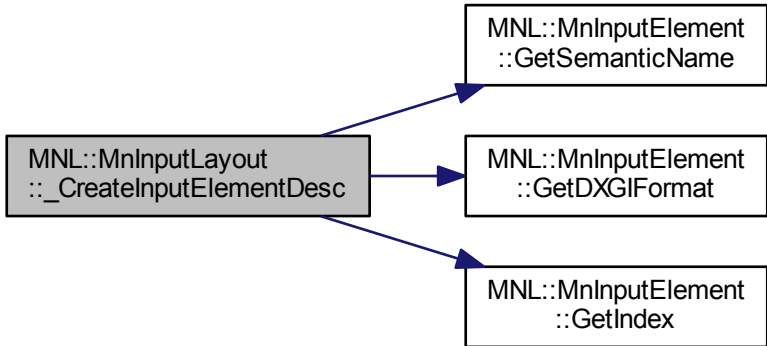 MNL::MnInputElement
::GetSemanticName
MNL::MnInputLayout
::_CreateInputElementDesc
MNL::MnInputElement
::GetDXGIFormat
MNL::MnInputElement
::GetIndex